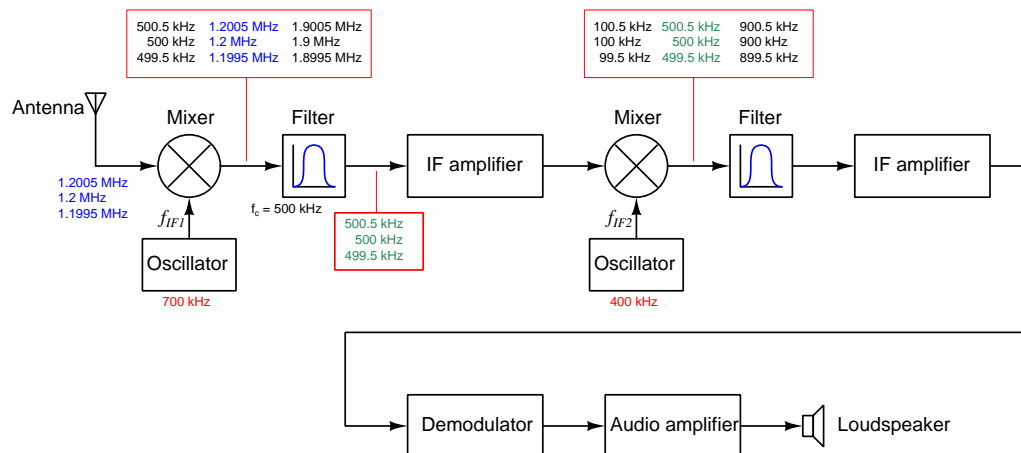 500.5 kHz 1.2005 MHz 1.9005 MHz
500 kHz 1.2 MHz 1.9 MHz
499.5 kHz 1.1995 MHz 1.8995 MHz
100.5 kHz 500.5 kHz 900.5 kHz
100 kHz 500 kHz 900 kHz
99.5 kHz 499.5 kHz 899.5 kHz
Antenna
Mixer
Filter
IF amplifier
Mixer
Filter
IF amplifier
1.2005 MHz
1.2 MHz
1.1995 MHz
fIF1
fc = 500 kHz
500.5 kHz
500 kHz
499.5 kHz
fIF2
Oscillator
700 kHz
Oscillator
400 kHz
Demodulator
Audio amplifier
Loudspeaker